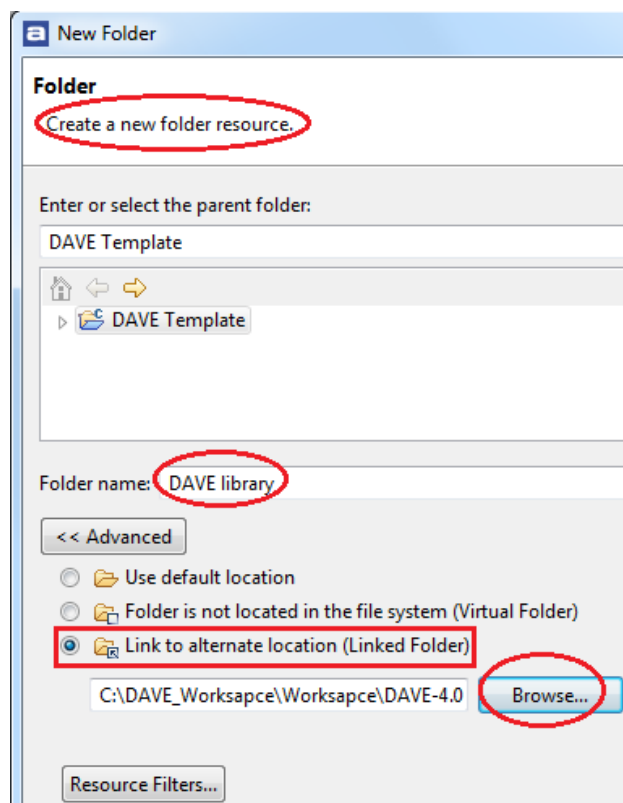 New Folder
Folder
Create a new folder resource.
Enter or select the parent folder:
DAVE Template
DAVE Template
Folder name: DAVE library
<< Advanced
Use default location
Folder is not located in the file system (Virtual Folder)
Link to alternate location (Linked Folder)
C:\DAVE_Worksapce\Worksapce\DAVE-4.0 Browse...
Resource Filters...